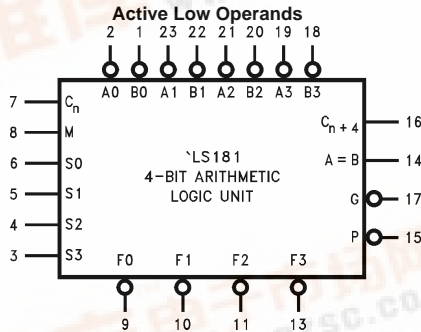 Active Low Operands
2 1 23 22 21 20 19 18
A0 B0 A1 B1 A2 B2 A3 B3
7 Cn
8 M
6 S0
5 S1
4 S2
3 S3
`LS181
4-BIT ARITHMETIC
LOGIC UNIT
Cn + 4 16
A = B 14
G 17
P 15
F0 F1 F2 F3
9 10 11 13